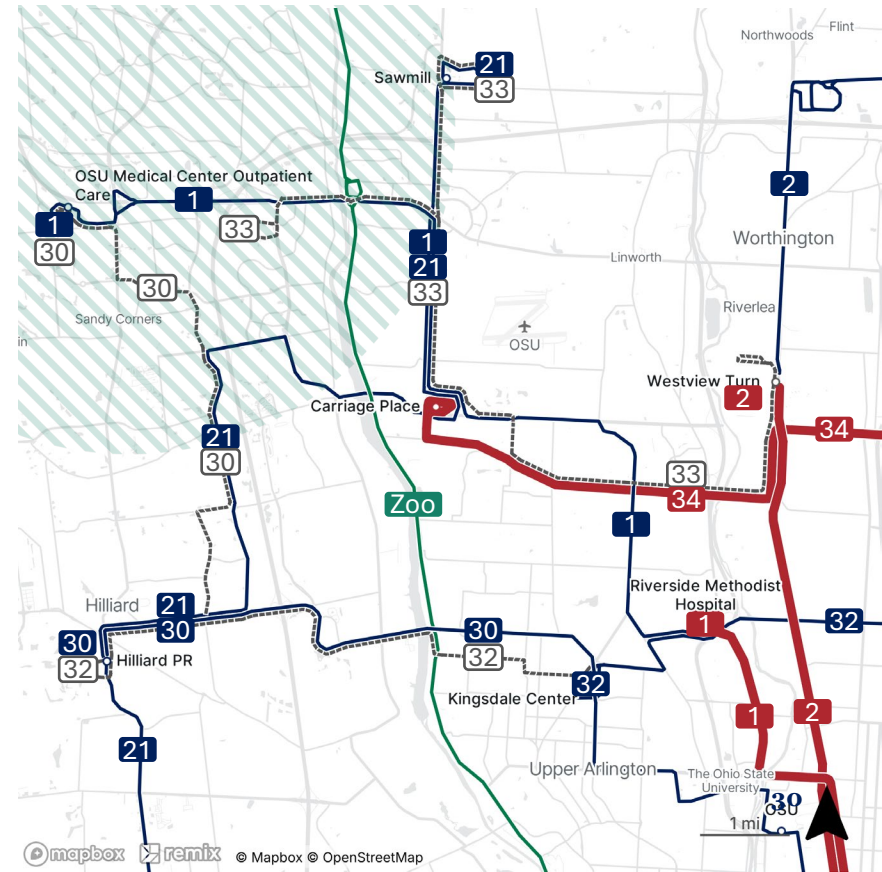 Northwoods
Flint
Sawmill
21
33
OSU Medical Center Outpatient
Care
1
2
1
30
33
1
21
33
Worthington
Linworth
30
Sandy Corners
in
Riverlea
OSU
Westview Turn
2
Carriage Place
34
21
30
33
34
Zoo
1
Riverside Methodist
Hospital
Hilliard
21
30
1
32
30
32
Hilliard PR
30
32
Kingsdale Center
32
1
2
21
Upper Arlington
The Ohio State
University
30
OSU
1 mi
mapbox
remix
© Mapbox © OpenStreetMap